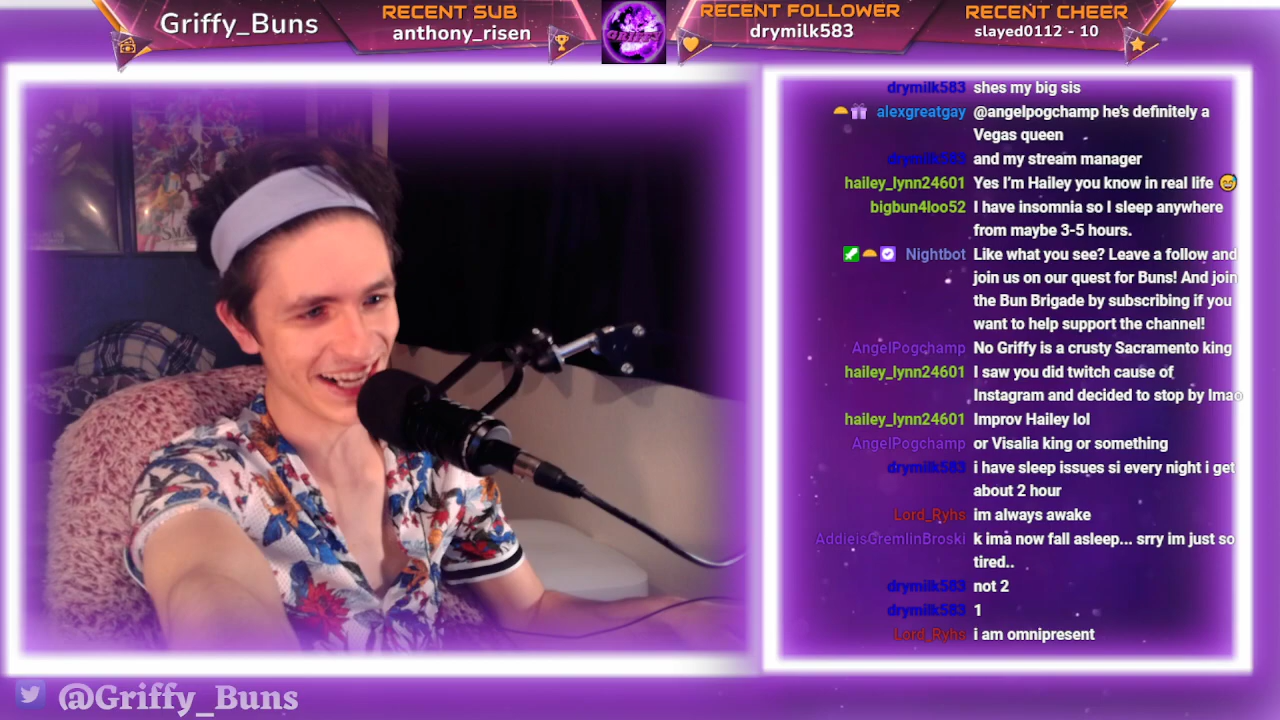 Griffy_Buns
RECENT SUB
anthony_risen
GRIFFY
RECENT FOLLOWER
drymilk583
RECENT CHEER
slayed0112 - 10
drymilk583 shes my big sis
alexgreatgay @angelpogchamp he's definitely a
Vegas queen
drymilk583 and my stream manager
hailey_lynn24601 Yes I'm Hailey you know in real life 😅
bigbun4loo52 I have insomnia so I sleep anywhere
from maybe 3-5 hours.
Nightbot Like what you see? Leave a follow and
join us on our quest for Buns! And join
the Bun Brigade by subscribing if you
want to help support the channel!
AngelPogchamp No Griffy is a crusty Sacramento king
hailey_lynn24601 I saw you did twitch cause of
Instagram and decided to stop by lmao
hailey_lynn24601 Improv Hailey lol
AngelPogchamp or Visalia king or something
drymilk583 i have sleep issues si every night i get
about 2 hour
Lord_Ryhs im always awake
AddieisGremlinBroski k ima now fall asleep... srry im just so
tired..
drymilk583 not 2
drymilk583 1
Lord_Ryhs i am omnipresent
@Griffy_Buns